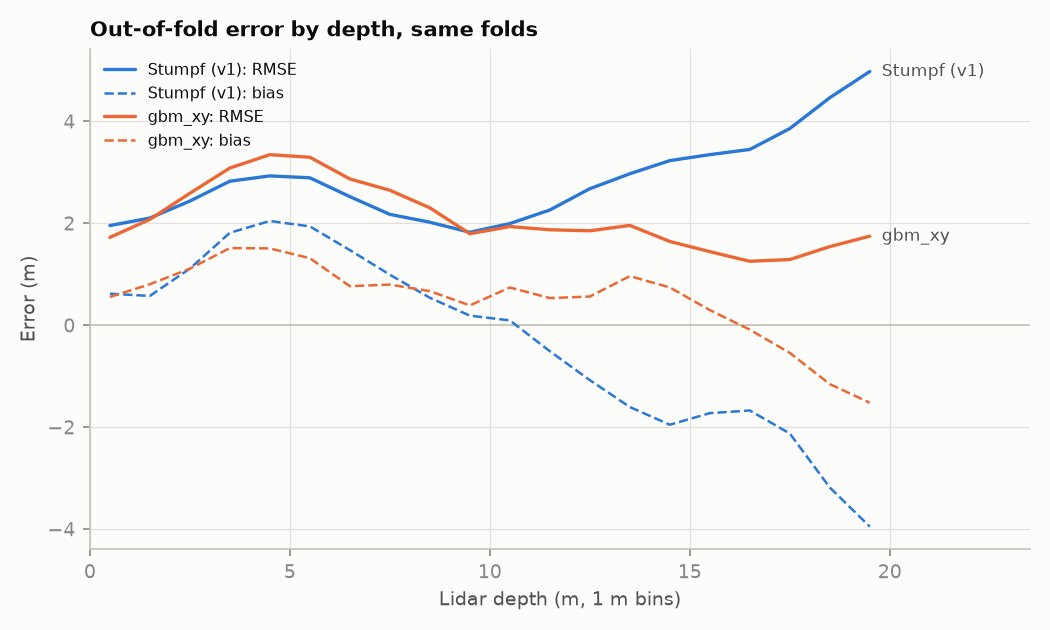 Out-of-fold error by depth, same folds
Stumpf (v1): RMSE
Stumpf (v1): bias
gbm_xy: RMSE
gbm_xy: bias
Stumpf (v1)
gbm_xy
Error (m)
4
2
0
−2
−4
0 5 10 15 20
Lidar depth (m, 1 m bins)